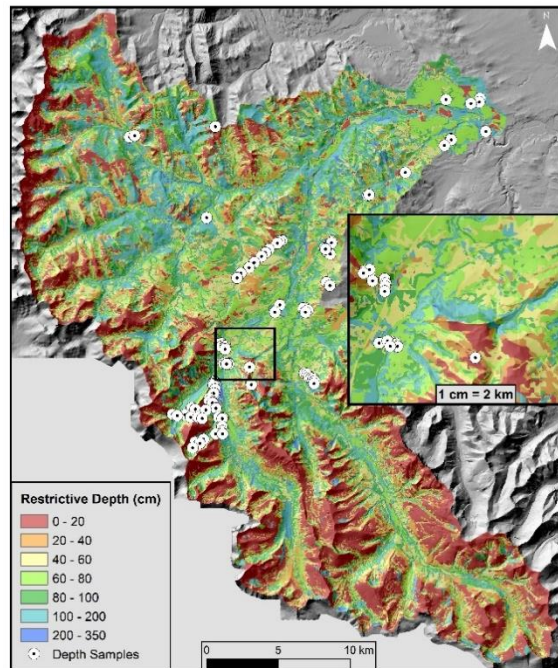 N
1 cm = 2 km
Restrictive Depth (cm)
0 - 20
20 - 40
40 - 60
60 - 80
80 - 100
100 - 200
200 - 350
Depth Samples
0 5 10 km